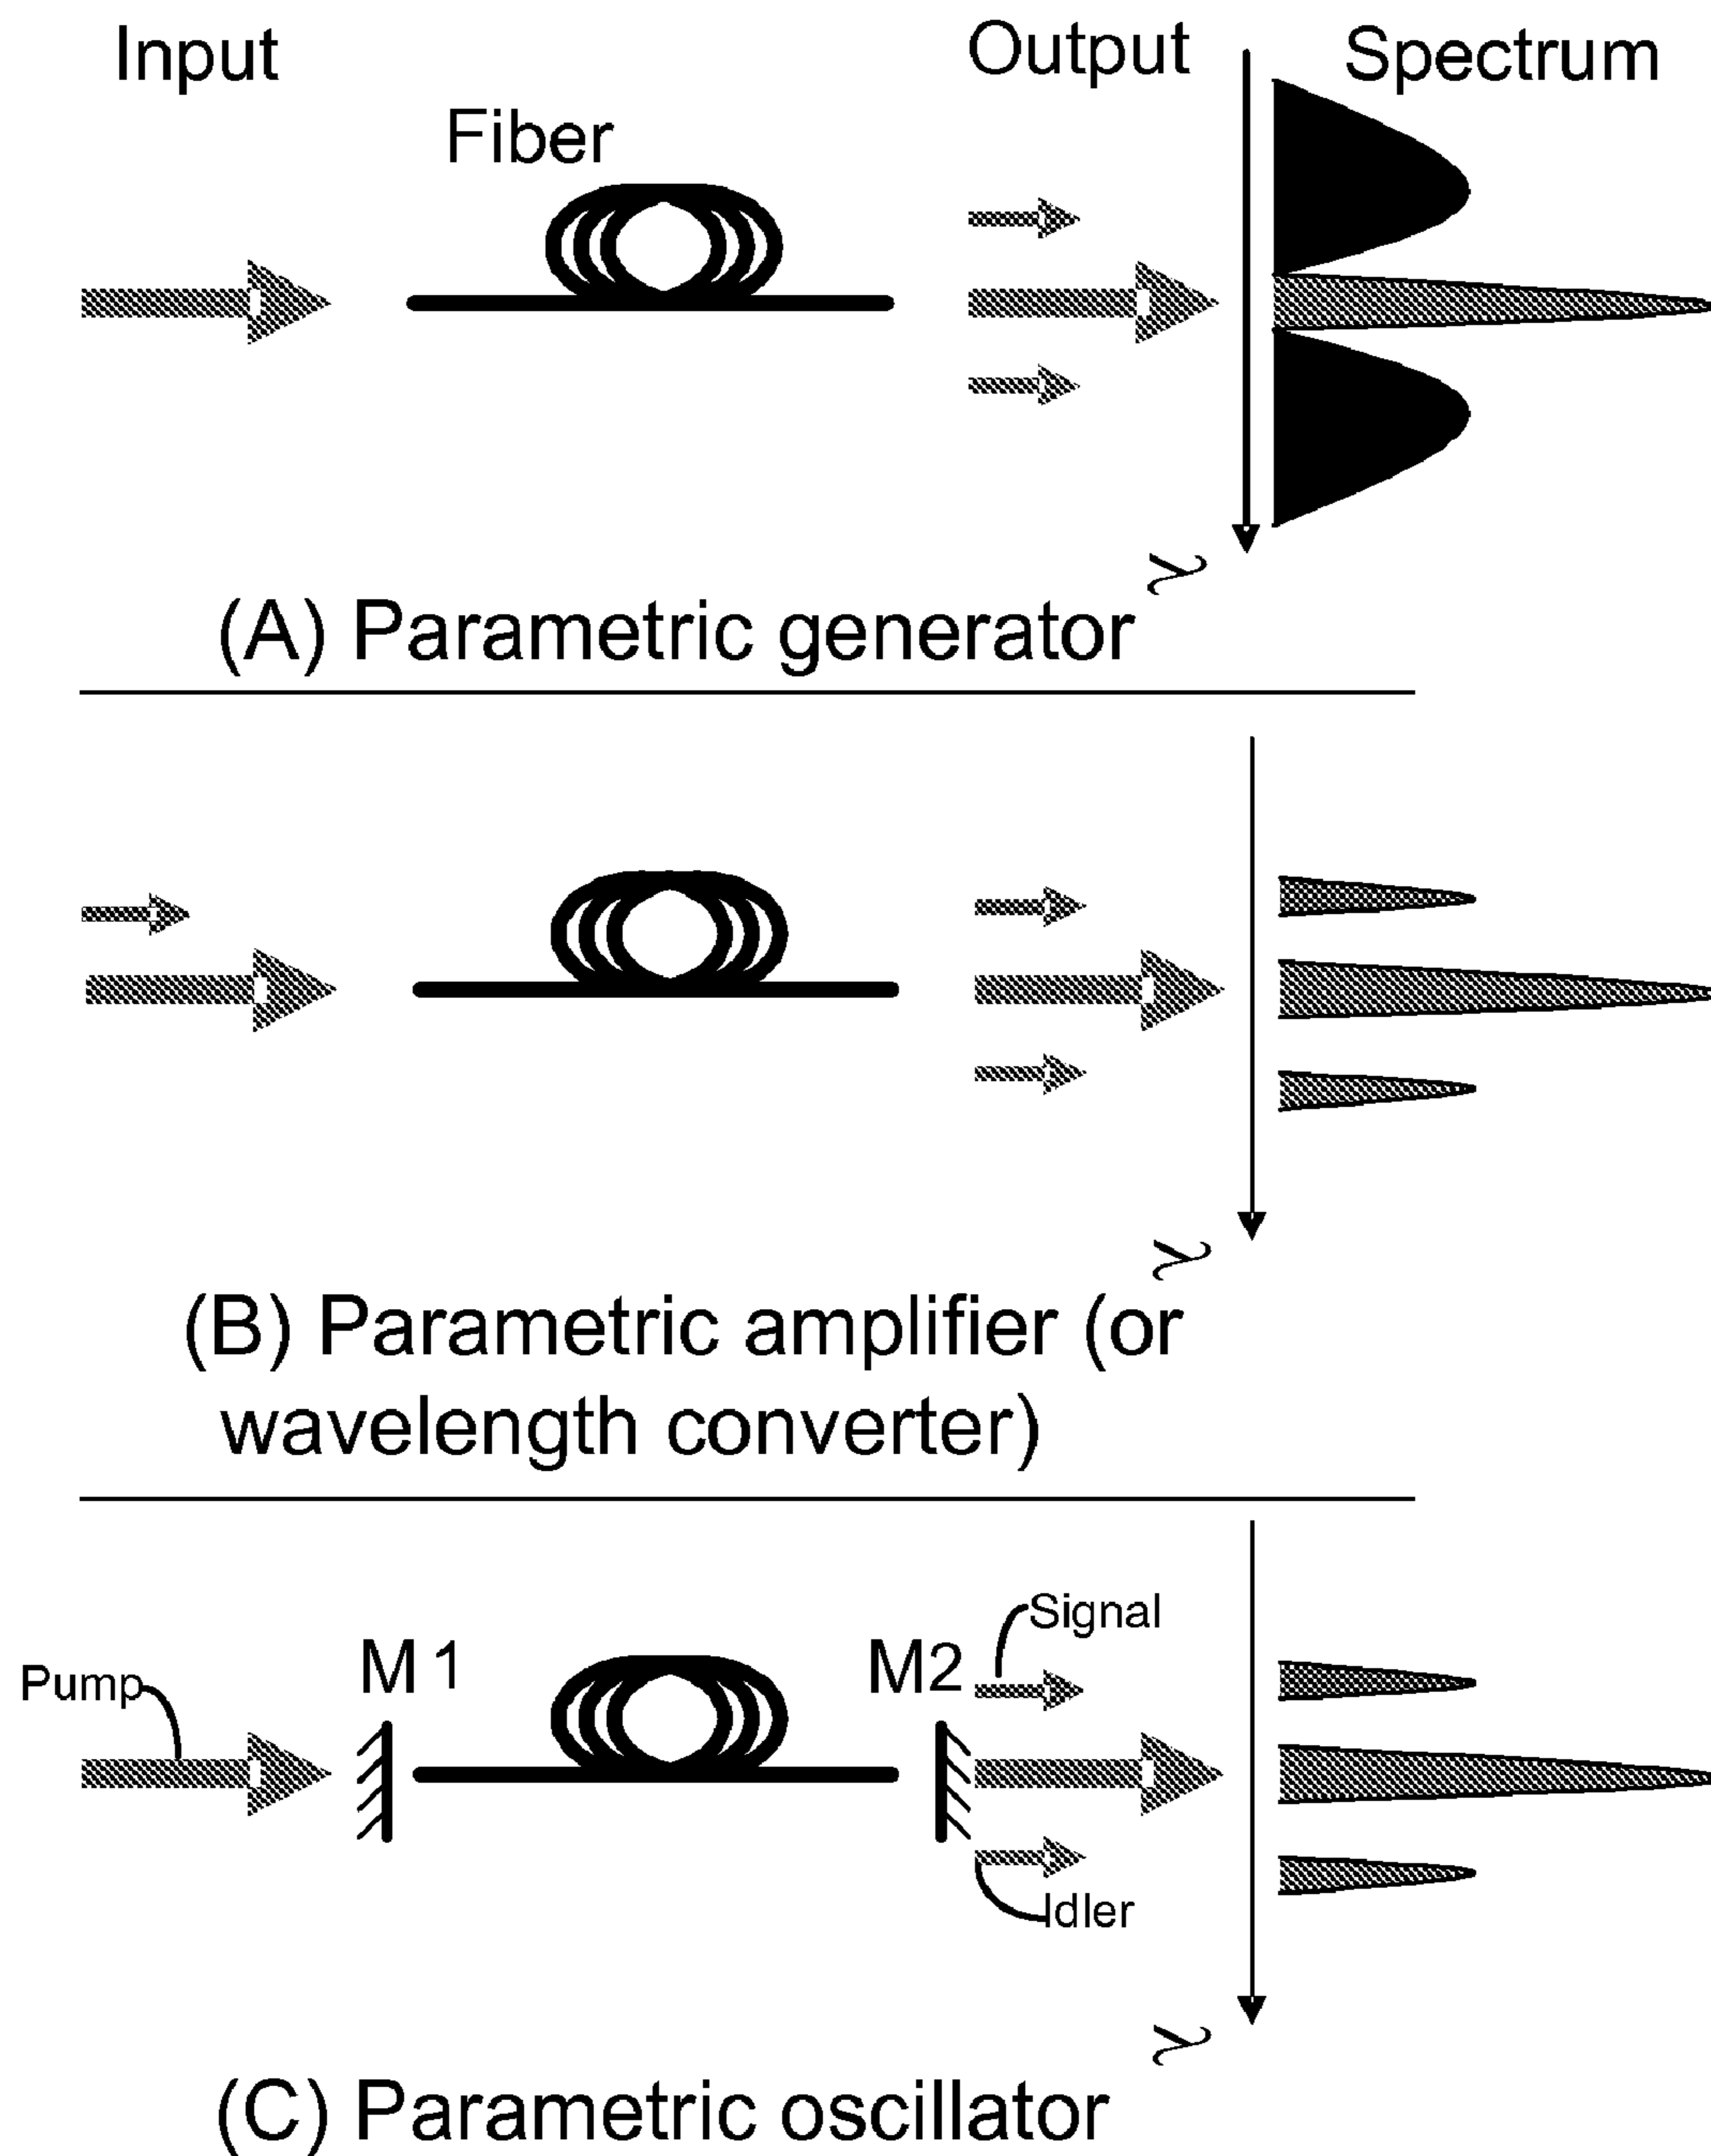 Input
Output
Spectrum
Fiber
λ
(A) Parametric generator
λ
(B) Parametric amplifier (or
wavelength converter)
Signal
M1
M2
Pump
Idler
λ
(C) Parametric oscillator